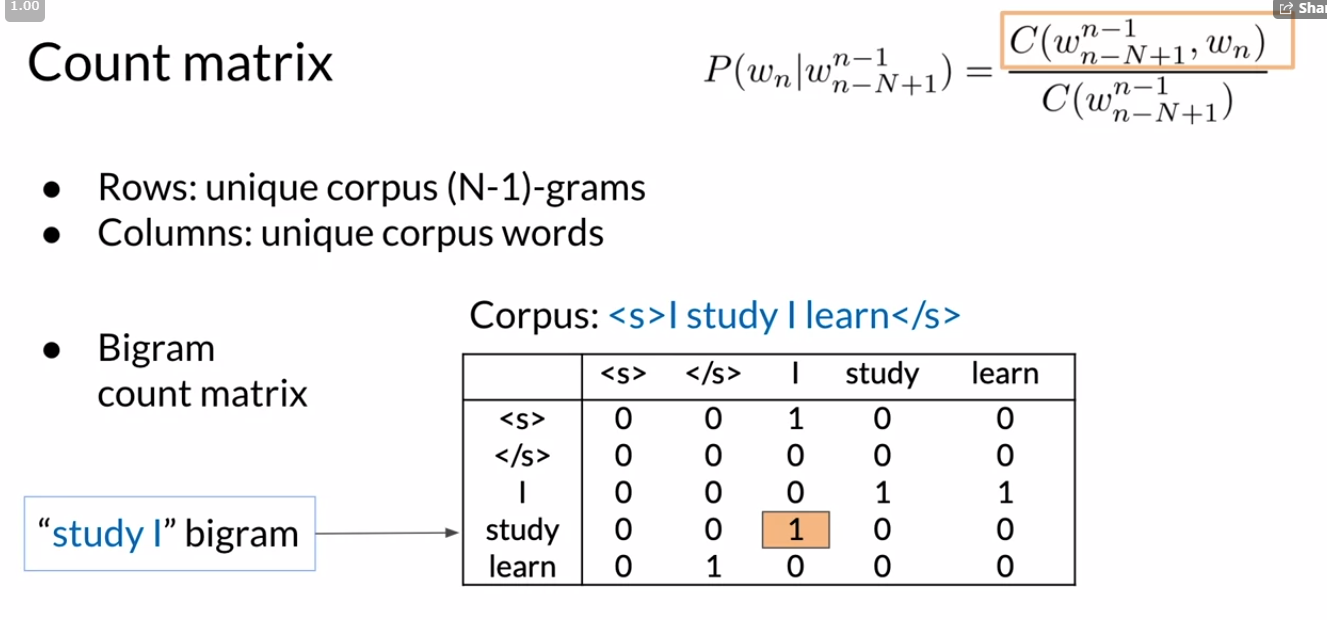 1.00
Shar
Count matrix
P(w_n|w_{n-N+1}^{n-1}) = C(w_{n-N+1}^{n-1}, w_n) / C(w_{n-N+1}^{n-1})
● Rows: unique corpus (N-1)-grams
● Columns: unique corpus words
Corpus: <s>I study I learn</s>
● Bigram
count matrix
<s> </s> I study learn
<s> 0 0 1 0 0
</s> 0 0 0 0 0
I 0 0 0 1 1
"study I" bigram
study 0 0 1 0 0
learn 0 1 0 0 0